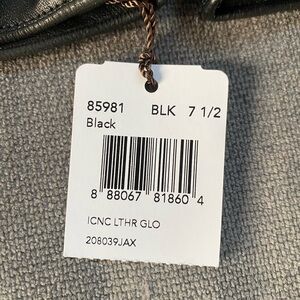 85981 BLK 7 1/2
Black
8 88067 81860 4
ICNC LTHR GLO
208039JAX